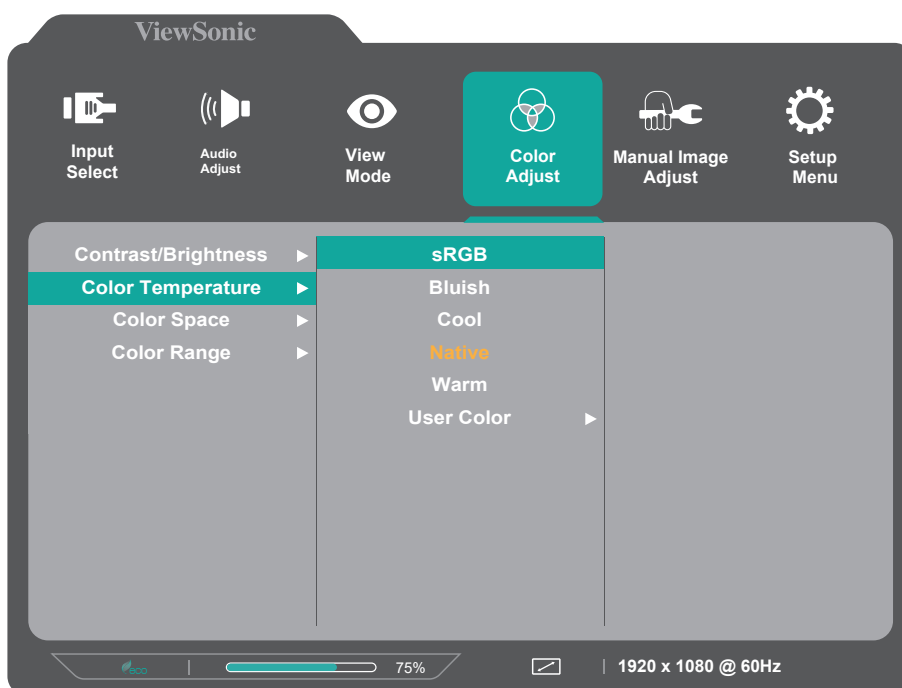 ViewSonic
Input
Select
Audio
Adjust
View
Mode
Color
Adjust
Manual Image
Adjust
Setup
Menu
Contrast/Brightness
Color Temperature
Color Space
Color Range
sRGB
Bluish
Cool
Native
Warm
User Color
eco
75%
1920 x 1080 @ 60Hz